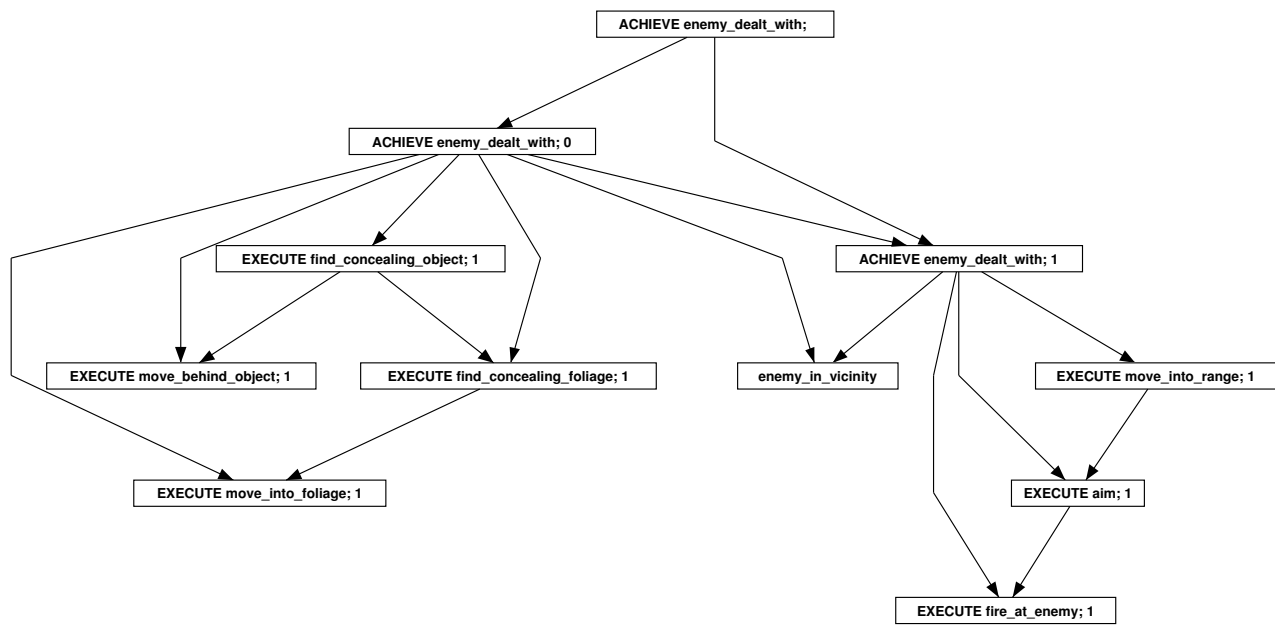 ACHIEVE enemy_dealt_with;
ACHIEVE enemy_dealt_with; 0
EXECUTE find_concealing_object; 1
ACHIEVE enemy_dealt_with; 1
EXECUTE move_behind_object; 1
EXECUTE find_concealing_foliage; 1
enemy_in_vicinity
EXECUTE move_into_range; 1
EXECUTE move_into_foliage; 1
EXECUTE aim; 1
EXECUTE fire_at_enemy; 1